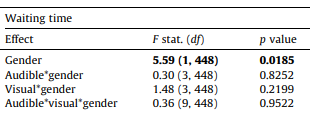 Waiting time
Effect F stat. (df) p value
Gender 5.59 (1, 448) 0.0185
Audible*gender 0.30 (3, 448) 0.8252
Visual*gender 1.48 (3, 448) 0.2199
Audible*visual*gender 0.36 (9, 448) 0.9522